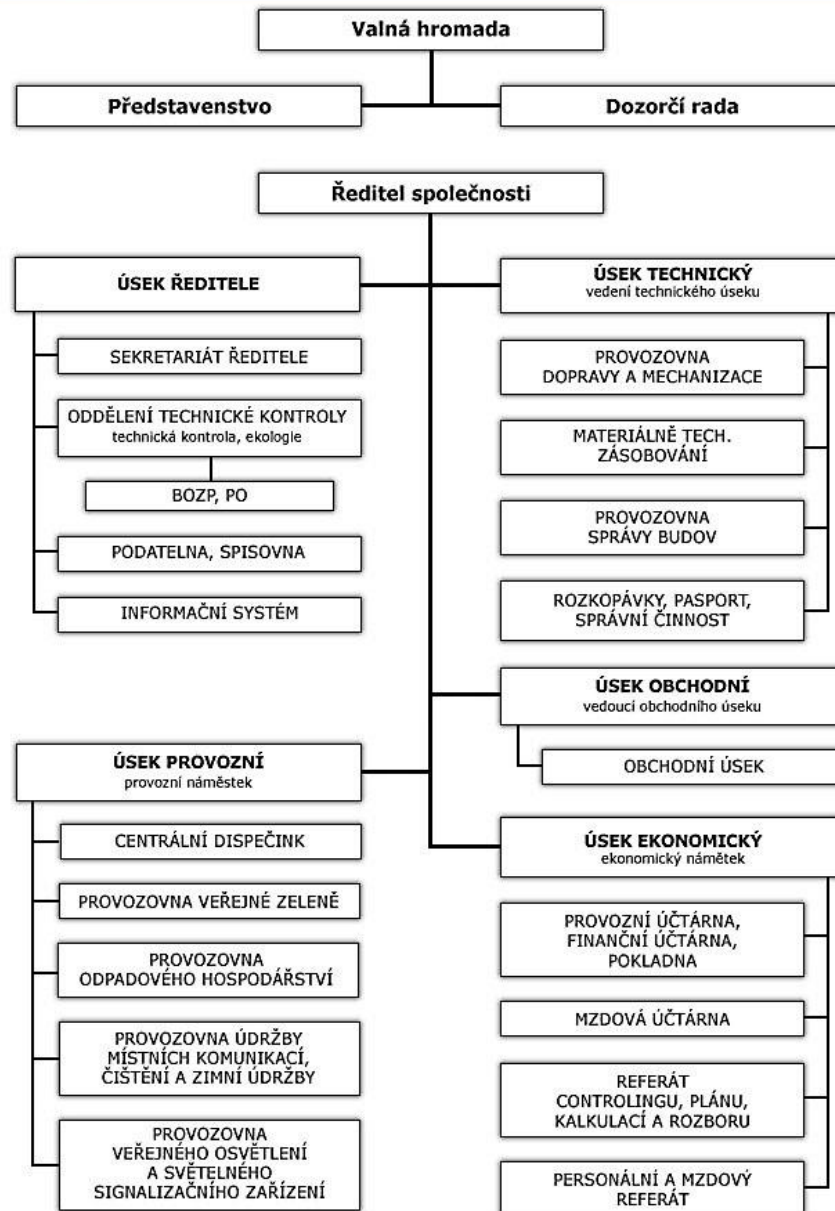 Valná hromada
Představenstvo
Dozorčí rada
Ředitel společnosti
ÚSEK ŘEDITELE
SEKRETARIÁT ŘEDITELE
ODDĚLENÍ TECHNICKÉ KONTROLY
technická kontrola, ekologie
BOZP, PO
PODATELNA, SPISOVNA
INFORMAČNÍ SYSTÉM
ÚSEK TECHNICKÝ
vedení technického úseku
PROVOZOVNA
DOPRAVY A MECHANIZACE
MATERIÁLNĚ TECH.
ZÁSOBOVÁNÍ
PROVOZOVNA
SPRÁVY BUDOV
ROZKOPÁVKY, PASPORT,
SPRÁVNÍ ČINNOST
ÚSEK OBCHODNÍ
vedoucí obchodního úseku
OBCHODNÍ ÚSEK
ÚSEK PROVOZNÍ
provozní náměstek
CENTRÁLNÍ DISPEČINK
PROVOZOVNA VEŘEJNÉ ZELENĚ
PROVOZOVNA
ODPADOVÉHO HOSPODÁŘSTVÍ
PROVOZOVNA ÚDRŽBY
MÍSTNÍCH KOMUNIKACÍ,
ČIŠTĚNÍ A ZIMNÍ ÚDRŽBY
PROVOZOVNA
VEŘEJNÉHO OSVĚTLENÍ
A SVĚTELNÉHO
SIGNALIZAČNÍHO ZAŘÍZENÍ
ÚSEK EKONOMICKÝ
ekonomický námětek
PROVOZNÍ ÚČTÁRNA,
FINANČNÍ ÚČTÁRNA,
POKLADNA
MZDOVÁ ÚČTÁRNA
REFERÁT
CONTROLINGU, PLÁNU,
KALKULACÍ A ROZBORU
PERSONÁLNÍ A MZDOVÝ
REFERÁT